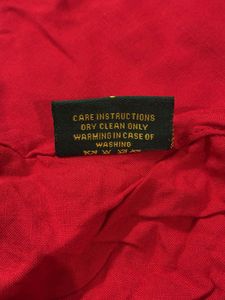 CARE INSTRUCTIONS
DRY CLEAN ONLY
WARMING IN CASE OF
WASHING